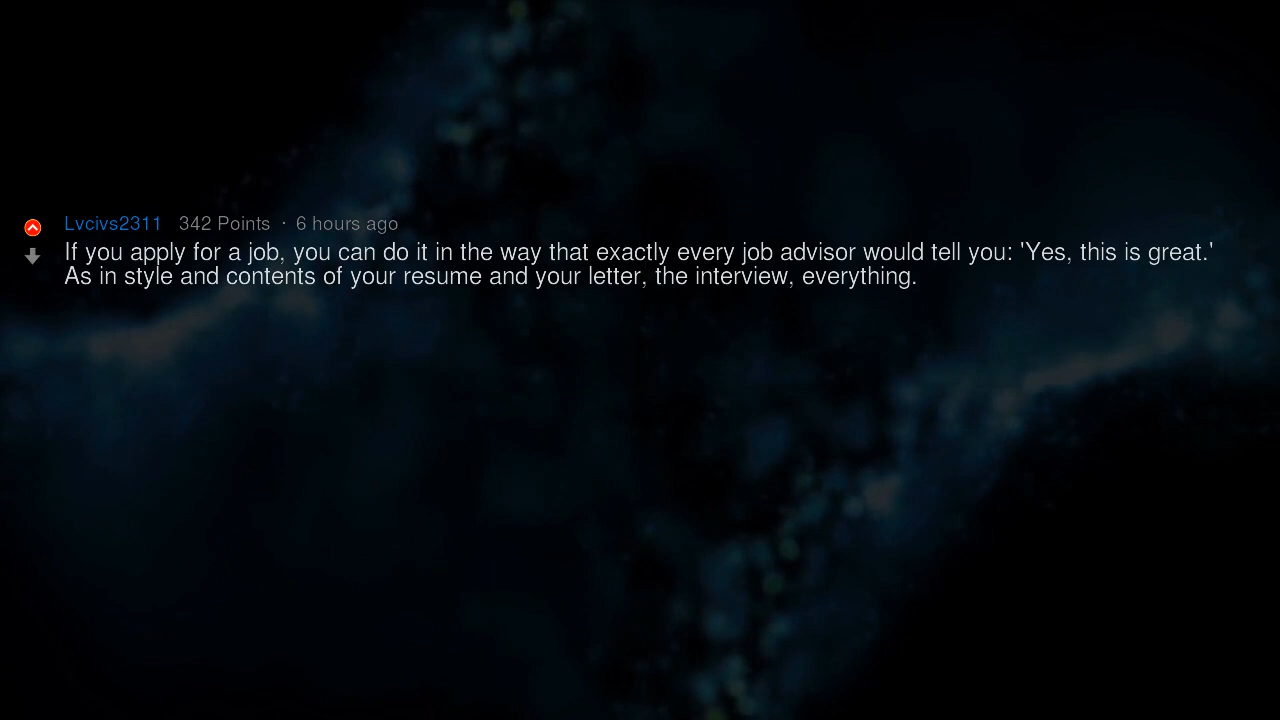 Lvcivs2311 342 Points · 6 hours ago
If you apply for a job, you can do it in the way that exactly every job advisor would tell you: 'Yes, this is great.'
As in style and contents of your resume and your letter, the interview, everything.